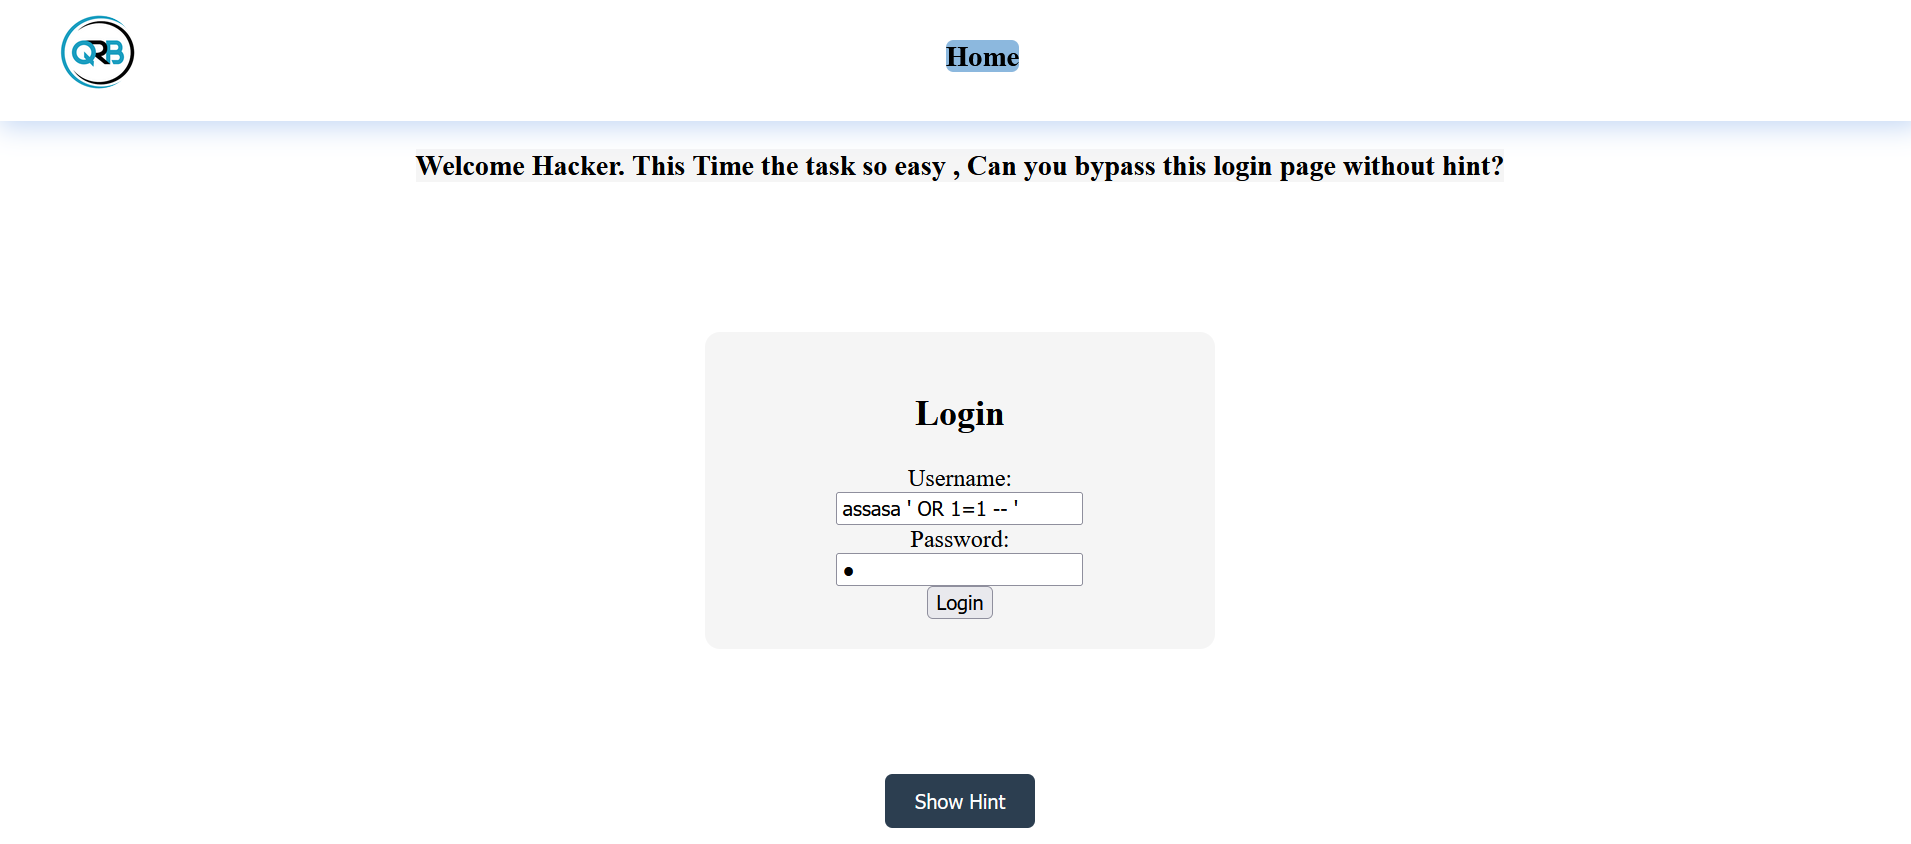 QRB
Home
Welcome Hacker. This Time the task so easy , Can you bypass this login page without hint?
Login
Username:
assasa ' OR 1=1 -- '
Password:
●
Login
Show Hint